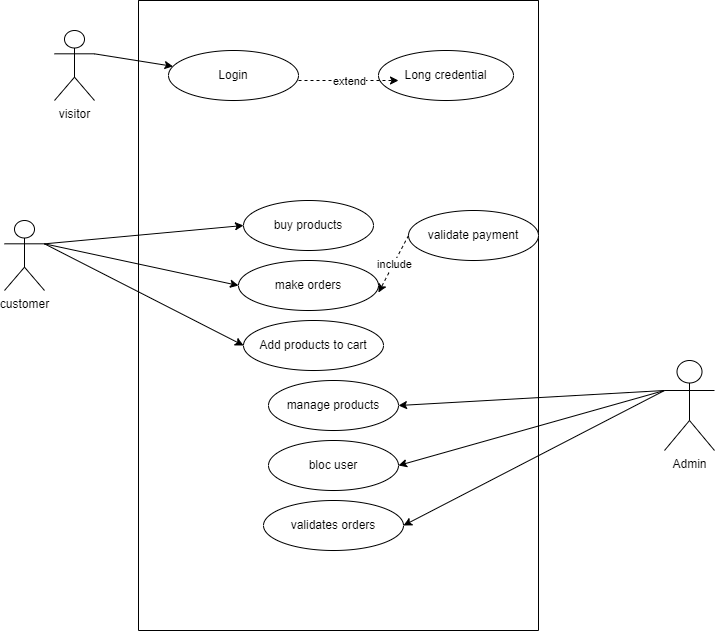 Login
extend
Long credential
visitor
buy products
validate payment
include
make orders
customer
Add products to cart
manage products
bloc user
Admin
validates orders